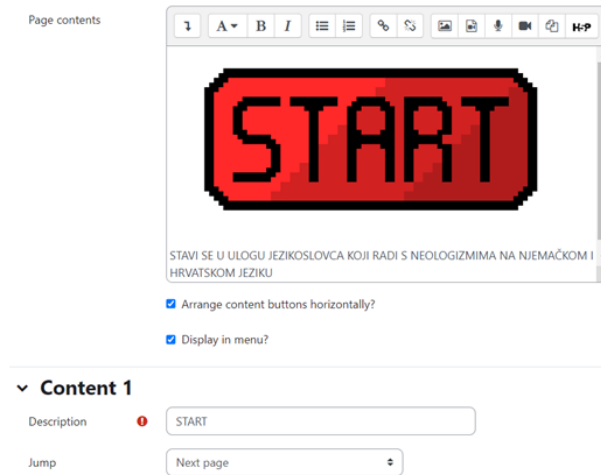 Page contents
A B I H-P
START
STAVI SE U ULOGU JEZIKOSLOVCA KOJI RADI S NEOLOGIZMIMA NA NJEMAČKOM I
HRVATSKOM JEZIKU
Arrange content buttons horizontally?
Display in menu?
Content 1
Description START
Jump Next page